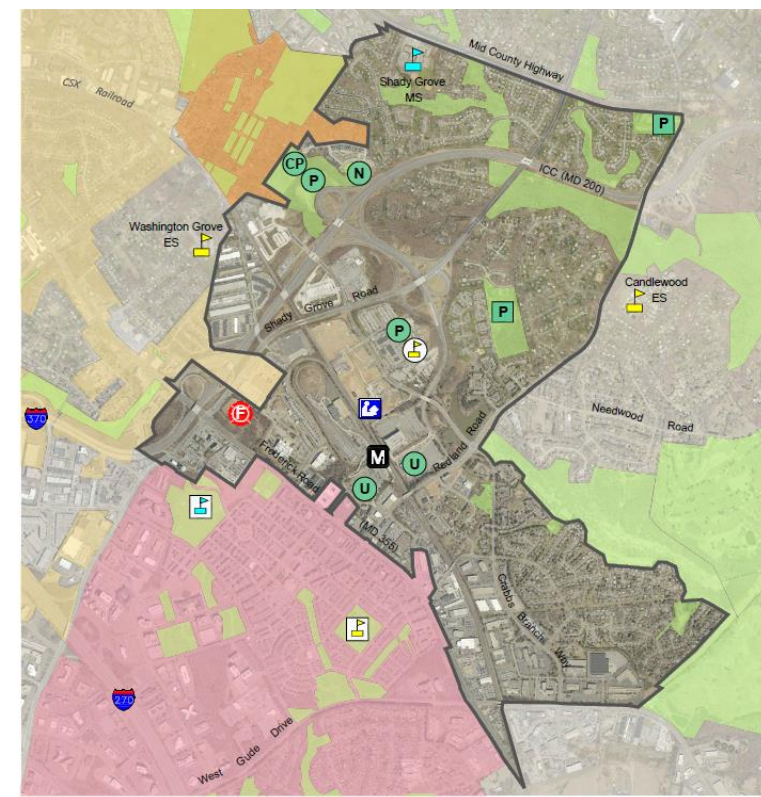 Mid County Highway
CSX Railroad
Shady Grove
MS
P
CP
P
N
ICC (MD 200)
Washington Grove
ES
Candlewood
ES
Shady Grove Road
P
P
370
F
Needwood Road
M
Frederick Road
U
Redland Road
U
(MD 355)
Crabbs Branch Way
270
West Gude Drive